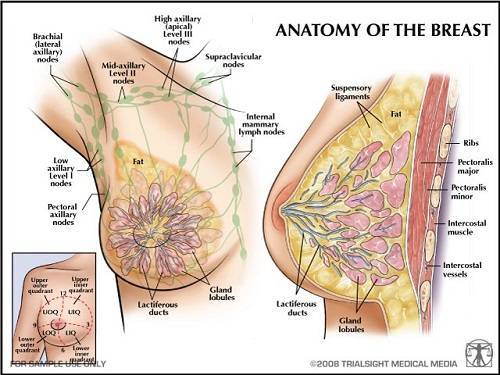 ANATOMY OF THE BREAST
High axillary
(apical)
Level III
nodes
Brachial
(lateral
axillary)
nodes
Mid-axillary
Level II
nodes
Supraclavicular
nodes
Internal
mammary
lymph nodes
Low
axillary
Level I
nodes
Pectoral
axillary
nodes
Fat
Lactiferous
ducts
Gland
lobules
Suspensory
ligaments
Fat
Ribs
Pectoralis
major
Pectoralis
minor
Intercostal
muscle
Intercostal
vessels
Lactiferous
ducts
Gland
lobules
Upper
outer
quadrant
Upper
inner
quadrant
12
UOQ UIQ
9 3
LOQ LIQ
6
Lower
outer
quadrant
Lower
inner
quadrant
FOR SAMPLE USE ONLY
©2008 TRIALSIGHT MEDICAL MEDIA